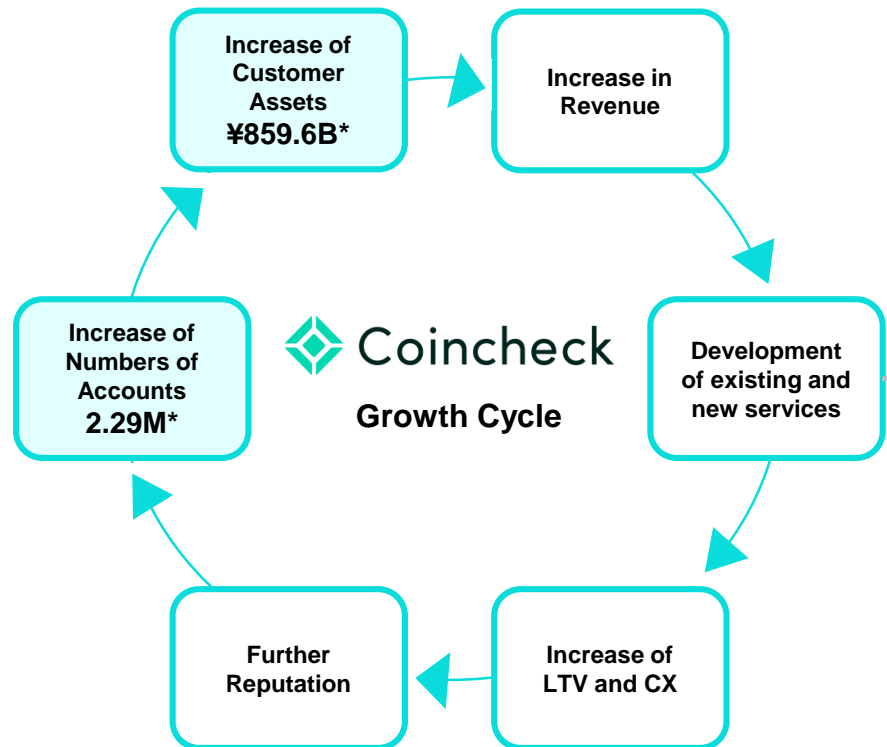 Increase of
Customer
Assets
¥859.6B*
Increase in
Revenue
Increase of
Numbers of
Accounts
2.29M*
Coincheck
Growth Cycle
Development
of existing and
new services
Further
Reputation
Increase of
LTV and CX